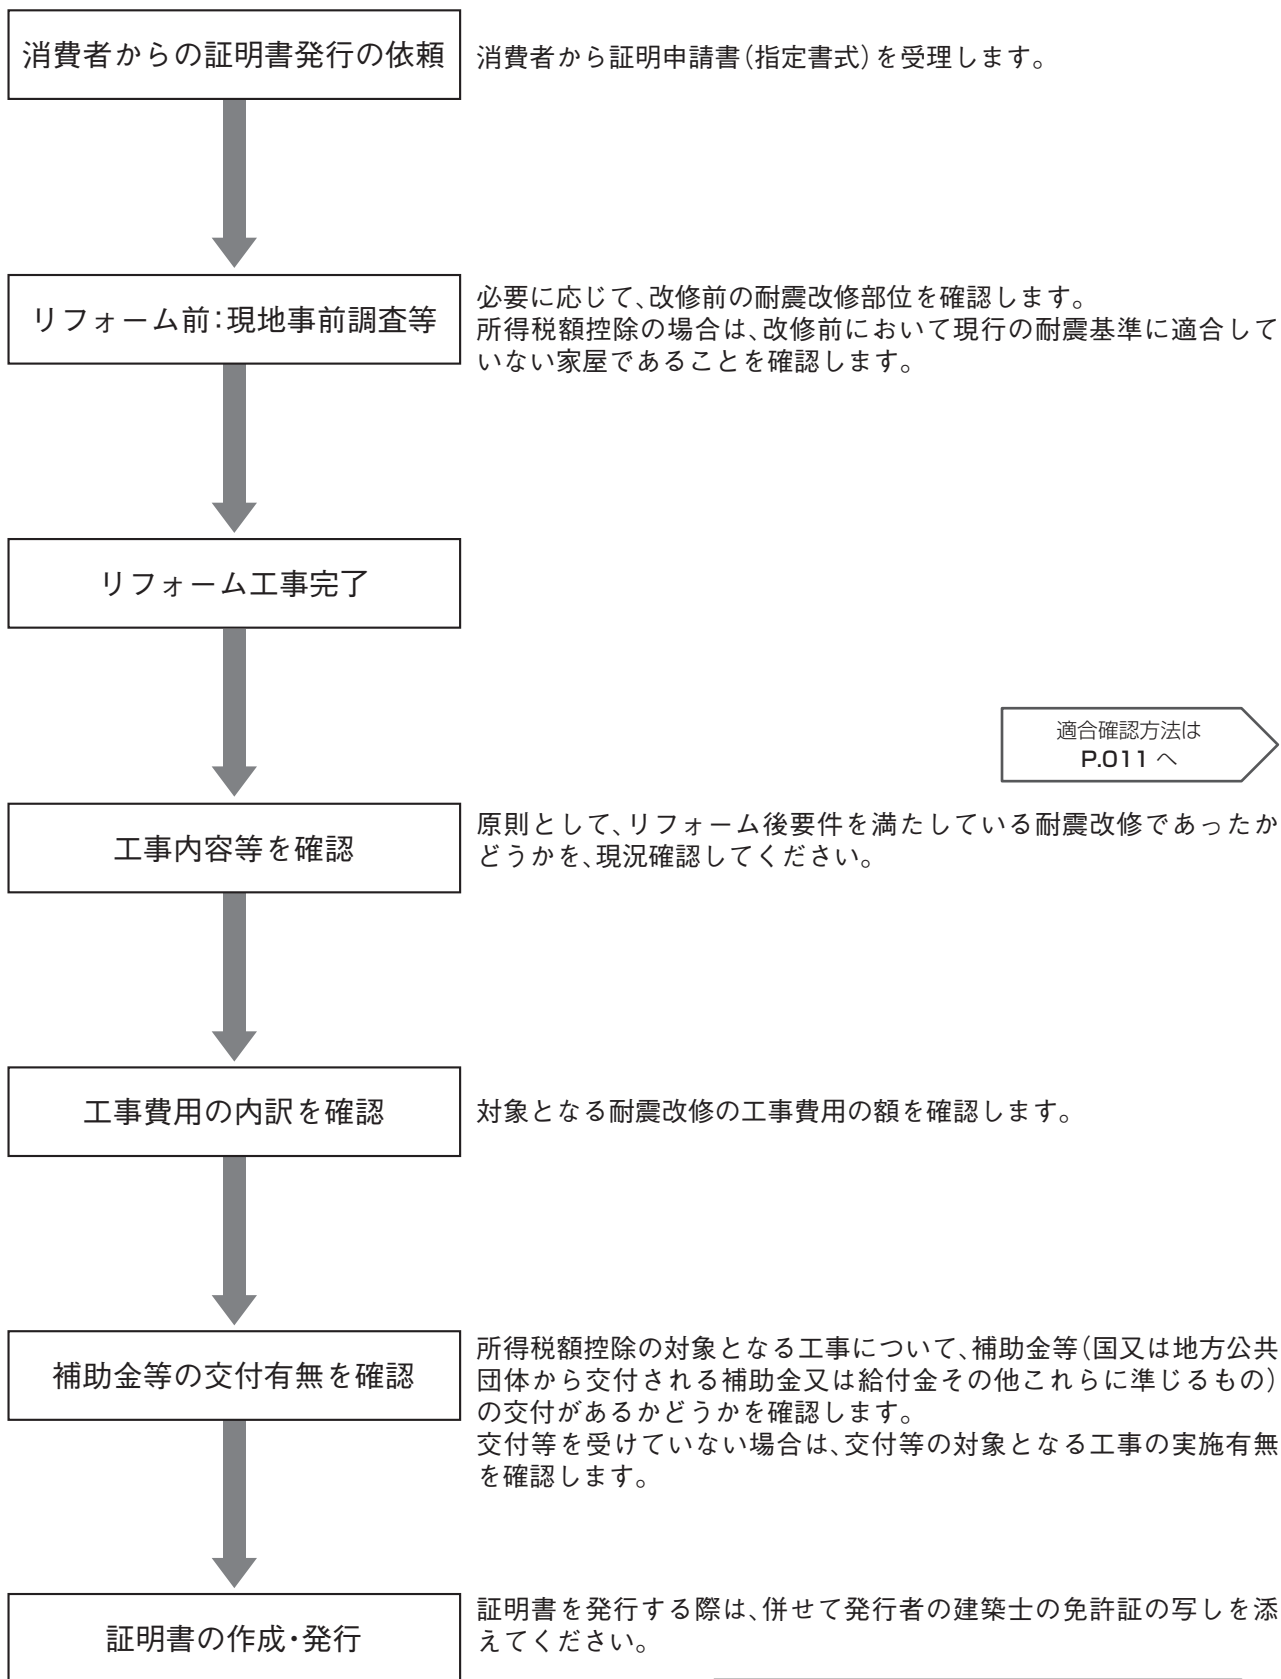 消費者からの証明書発行の依頼
消費者から証明申請書(指定書式)を受理します。
リフォーム前:現地事前調査等
必要に応じて、改修前の耐震改修部位を確認します。
所得税額控除の場合は、改修前において現行の耐震基準に適合して
いない家屋であることを確認します。
リフォーム工事完了
適合確認方法は
P.011 へ
工事内容等を確認
原則として、リフォーム後要件を満たしている耐震改修であったか
どうかを、現況確認してください。
工事費用の内訳を確認
対象となる耐震改修の工事費用の額を確認します。
補助金等の交付有無を確認
所得税額控除の対象となる工事について、補助金等(国又は地方公共
団体から交付される補助金又は給付金その他これらに準じるもの)
の交付があるかどうかを確認します。
交付等を受けていない場合は、交付等の対象となる工事の実施有無
を確認します。
証明書の作成・発行
証明書を発行する際は、併せて発行者の建築士の免許証の写しを添
えてください。